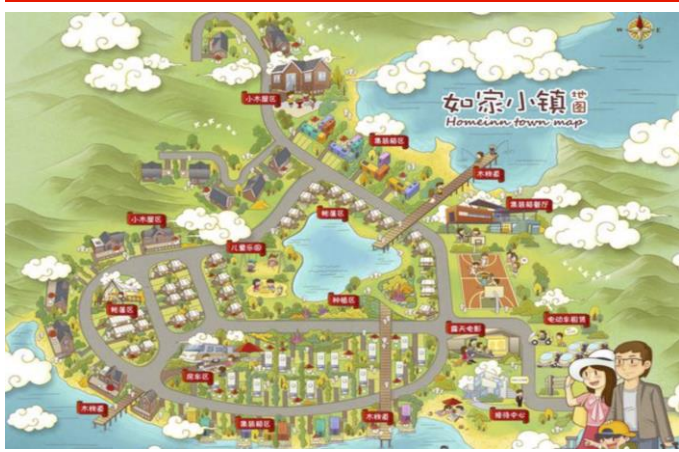 如家小镇地图
Homeinn town map
W
E
S
小木屋区
集装箱区
木栈道
集装箱餐厅
小木屋区
帐篷区
儿童乐园
种植区
帐篷区
露天电影
电动车租赁
房车区
木栈道
集装箱区
木栈道
接待中心